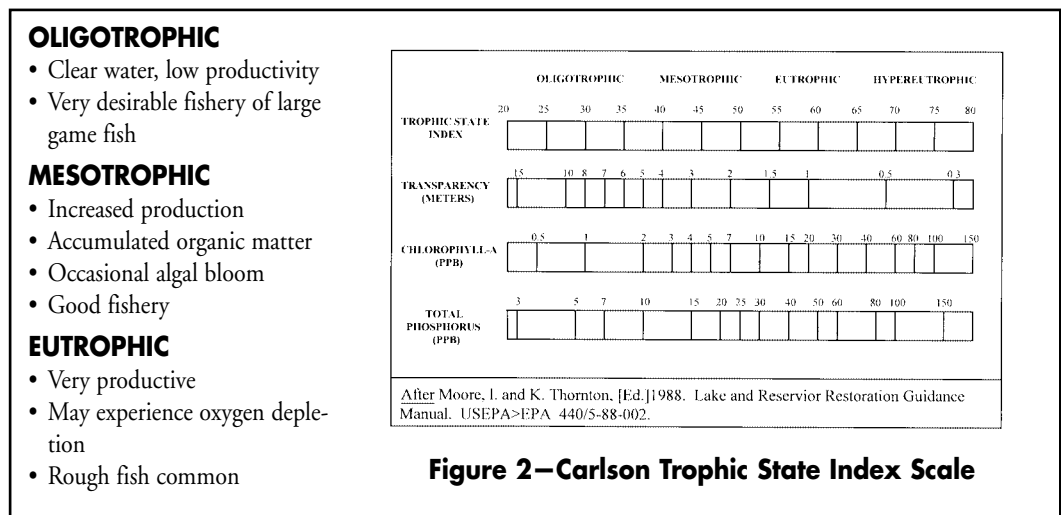 OLIGOTROPHIC
• Clear water, low productivity
• Very desirable fishery of large
game fish
MESOTROPHIC
• Increased production
• Accumulated organic matter
• Occasional algal bloom
• Good fishery
EUTROPHIC
• Very productive
• May experience oxygen deple-
tion
• Rough fish common
OLIGOTROPHIC MESOTROPHIC EUTROPHIC HYPEREUTROPHIC
20 25 30 35 40 45 50 55 60 65 70 75 80
TROPHIC STATE
INDEX
15 10 8 7 6 5 4 3 2 1.5 1 0.5 0.3
TRANSPARENCY
(METERS)
0.5 1 2 3 4 5 7 10 15 20 30 40 60 80 100 150
CHLOROPHYLL-A
(PPB)
3 5 7 10 15 20 25 30 40 50 60 80 100 150
TOTAL
PHOSPHORUS
(PPB)
After Moore, I. and K. Thornton, [Ed.]1988. Lake and Reservior Restoration Guidance
Manual. USEPA>EPA 440/5-88-002.
Figure 2—Carlson Trophic State Index Scale